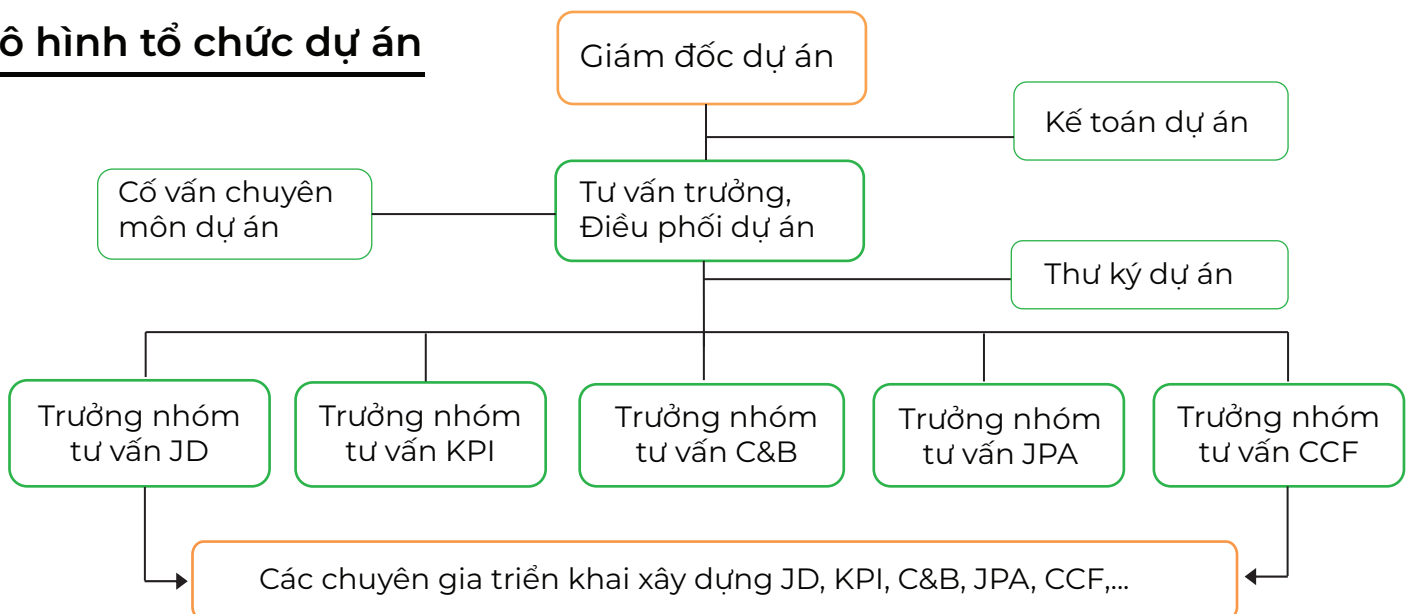 ô hình tổ chức dự án
Giám đốc dự án
Kế toán dự án
Cố vấn chuyên
môn dự án
Tư vấn trưởng,
Điều phối dự án
Thư ký dự án
Trưởng nhóm
tư vấn JD
Trưởng nhóm
tư vấn KPI
Trưởng nhóm
tư vấn C&B
Trưởng nhóm
tư vấn JPA
Trưởng nhóm
tư vấn CCF
Các chuyên gia triển khai xây dựng JD, KPI, C&B, JPA, CCF,...